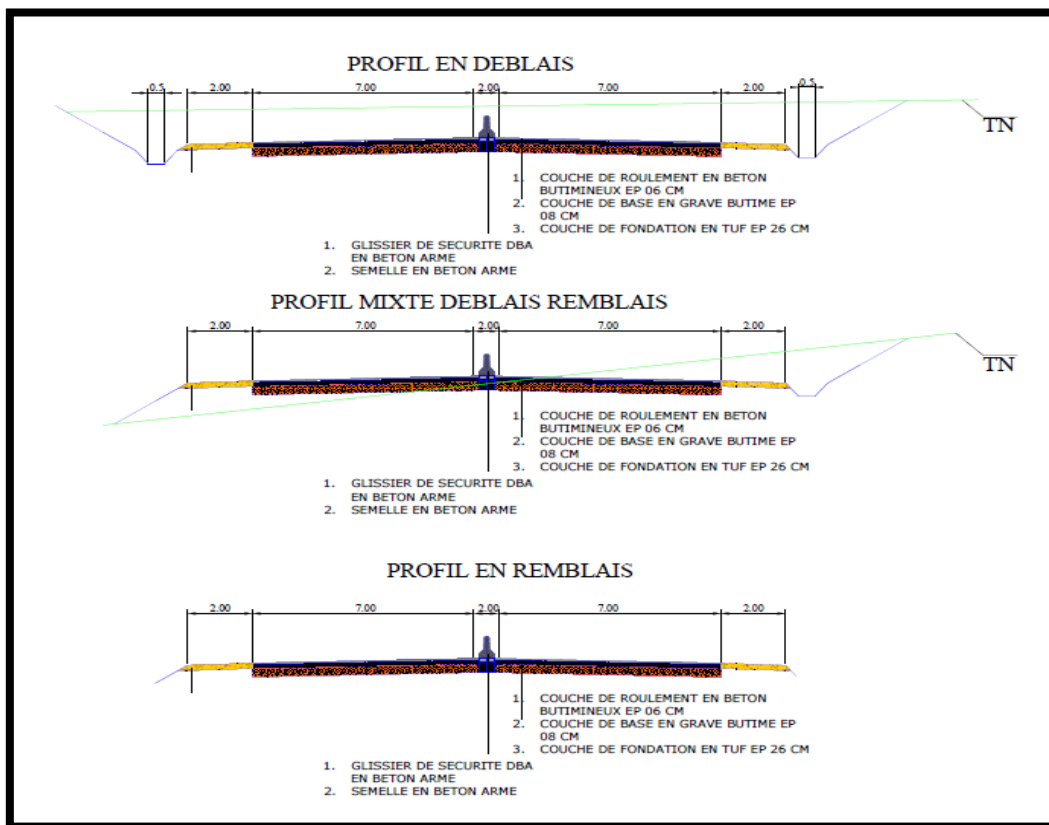 PROFIL EN DEBLAIS
0.5 2.00 7.00 2.00 7.00 2.00 0.5
TN
1. COUCHE DE ROULEMENT EN BETON
BUTIMINEUX EP 06 CM
2. COUCHE DE BASE EN GRAVE BUTIME EP
08 CM
3. COUCHE DE FONDATION EN TUF EP 26 CM
1. GLISSIER DE SECURITE DBA
EN BETON ARME
2. SEMELLE EN BETON ARME
PROFIL MIXTE DEBLAIS REMBLAIS
2.00 7.00 2.00 7.00 2.00
TN
1. COUCHE DE ROULEMENT EN BETON
BUTIMINEUX EP 06 CM
2. COUCHE DE BASE EN GRAVE BUTIME EP
08 CM
3. COUCHE DE FONDATION EN TUF EP 26 CM
1. GLISSIER DE SECURITE DBA
EN BETON ARME
2. SEMELLE EN BETON ARME
PROFIL EN REMBLAIS
2.00 7.00 2.00 7.00 2.00
1. COUCHE DE ROULEMENT EN BETON
BUTIMINEUX EP 06 CM
2. COUCHE DE BASE EN GRAVE BUTIME EP
08 CM
3. COUCHE DE FONDATION EN TUF EP 26 CM
1. GLISSIER DE SECURITE DBA
EN BETON ARME
2. SEMELLE EN BETON ARME